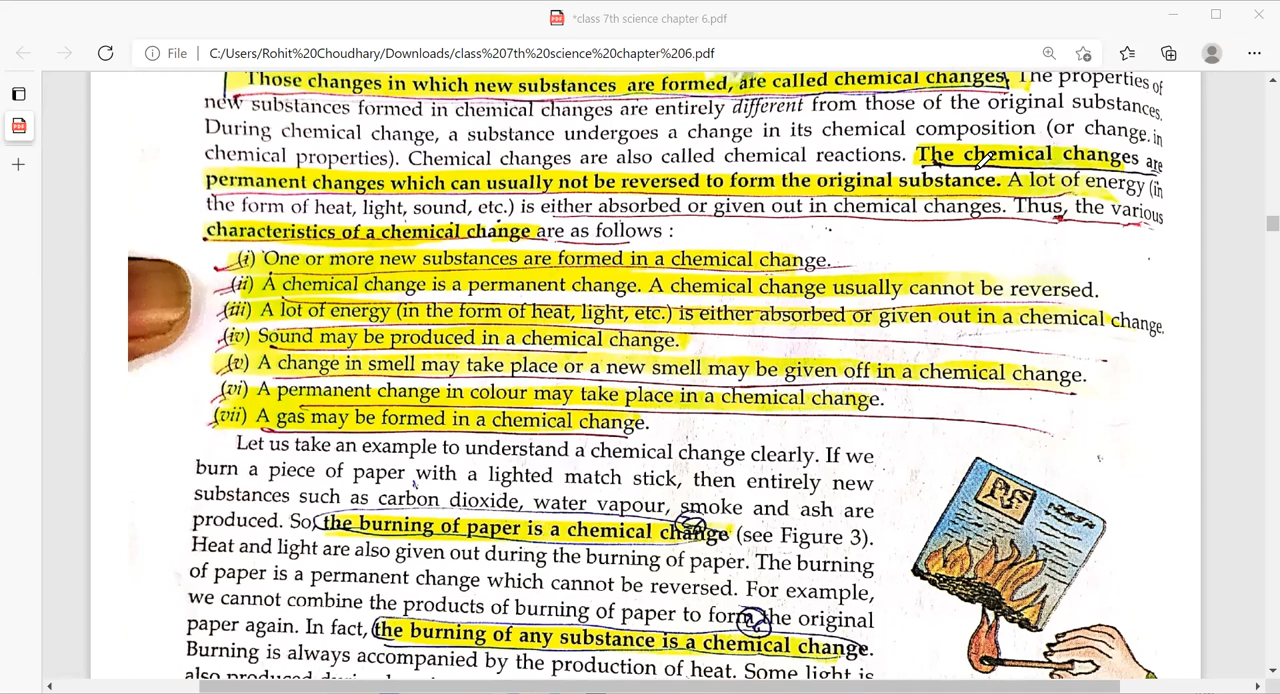 *class 7th science chapter 6.pdf
File | C:/Users/Rohit%20Choudhary/Downloads/class%207th%20science%20chapter%206.pdf
Those changes in which new substances are formed, are called chemical changes. The properties of
new substances formed in chemical changes are entirely different from those of the original substances.
During chemical change, a substance undergoes a change in its chemical composition (or change in
chemical properties). Chemical changes are also called chemical reactions. The chemical changes are
permanent changes which can usually not be reversed to form the original substance. A lot of energy (in
the form of heat, light, sound, etc.) is either absorbed or given out in chemical changes. Thus, the various
characteristics of a chemical change are as follows :
(i) One or more new substances are formed in a chemical change.
(ii) A chemical change is a permanent change. A chemical change usually cannot be reversed.
(iii) A lot of energy (in the form of heat, light, etc.) is either absorbed or given out in a chemical change.
(iv) Sound may be produced in a chemical change.
(v) A change in smell may take place or a new smell may be given off in a chemical change.
(vi) A permanent change in colour may take place in a chemical change.
(vii) A gas may be formed in a chemical change.
Let us take an example to understand a chemical change clearly. If we
burn a piece of paper with a lighted match stick, then entirely new
substances such as carbon dioxide, water vapour, smoke and ash are
produced. So, the burning of paper is a chemical change (see Figure 3).
Heat and light are also given out during the burning of paper. The burning
of paper is a permanent change which cannot be reversed. For example,
we cannot combine the products of burning of paper to form the original
paper again. In fact, the burning of any substance is a chemical change.
Burning is always accompanied by the production of heat. Some light is
also produced